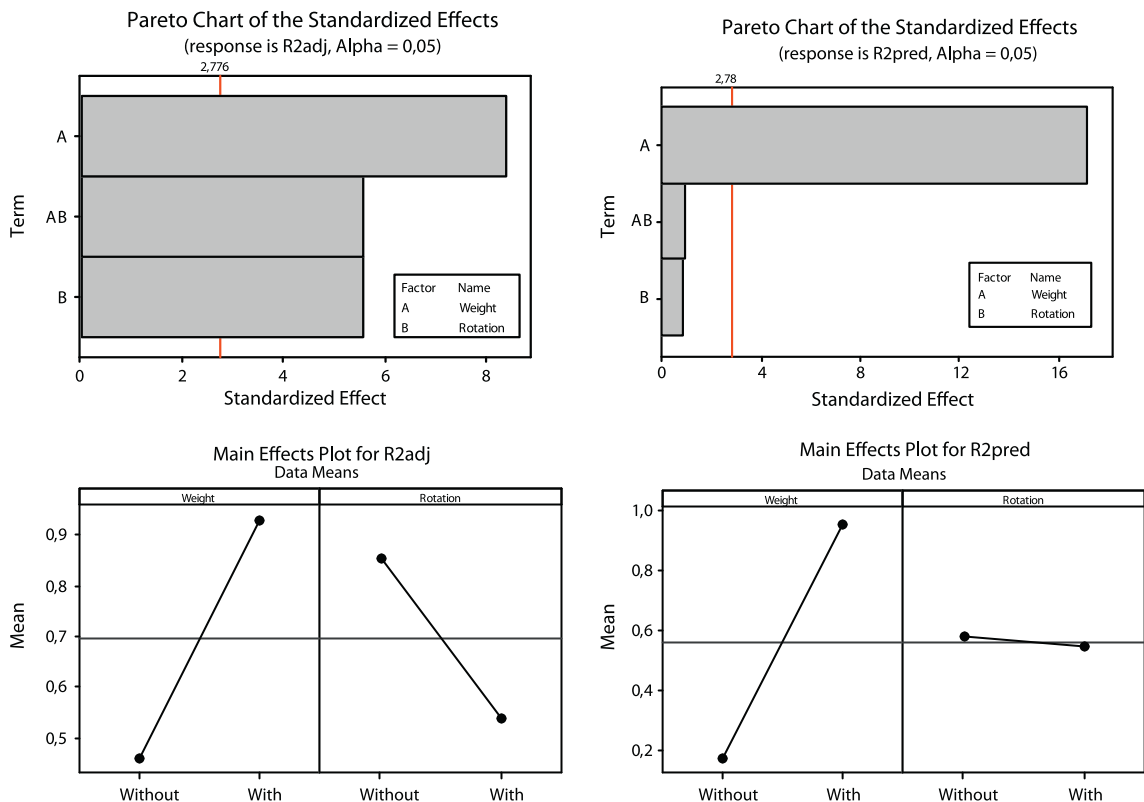 Pareto Chart of the Standardized Effects
(response is R2adj, Alpha = 0,05)
2,776
Term
A
AB
B
Factor Name
A Weight
B Rotation
0 2 4 6 8
Standardized Effect
Pareto Chart of the Standardized Effects
(response is R2pred, Alpha = 0,05)
2,78
Term
A
AB
B
Factor Name
A Weight
B Rotation
0 4 8 12 16
Standardized Effect
Main Effects Plot for R2adj
Data Means
Weight Rotation
Mean
0,9
0,8
0,7
0,6
0,5
Without With Without With
Main Effects Plot for R2pred
Data Means
Weight Rotation
Mean
1,0
0,8
0,6
0,4
0,2
Without With Without With